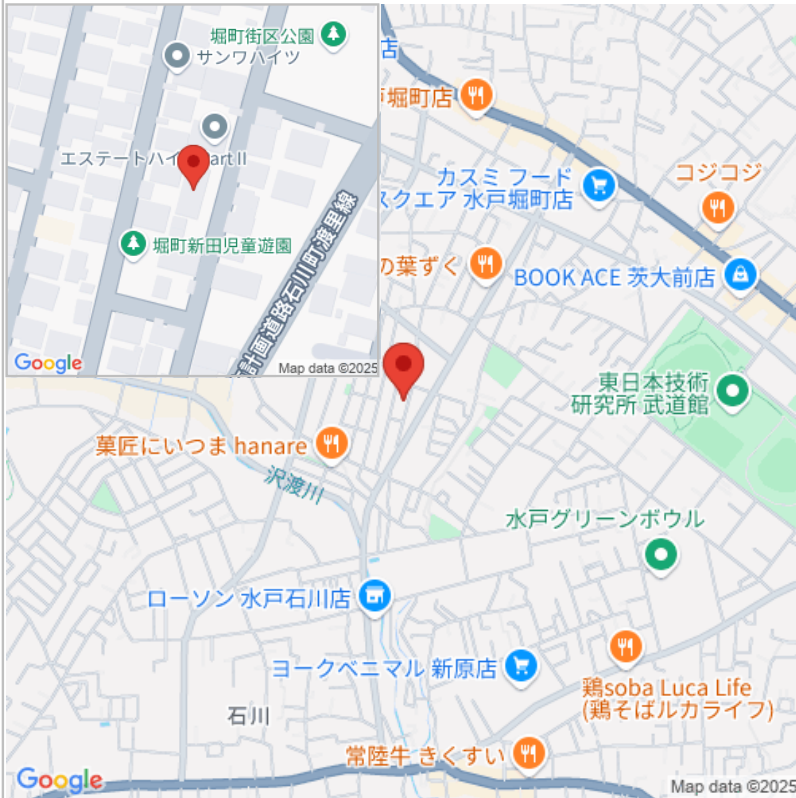 堀町街区公園
サンワハイツ
エステートハイ
art II
堀町新田児童遊園
計画道路石川町渡里線
Google
Map data ©2025
店
堀町店
カスミ フード
スクエア 水戸堀町店
コジコジ
の葉ずく
BOOK ACE 茨大前店
東日本技術
研究所 武道館
菓匠にいつま hanare
沢渡川
水戸グリーンボウル
ローソン 水戸石川店
ヨークベニマル 新原店
鶏soba Luca Life
(鶏そばルカライフ)
石川
常陸牛 きくすい
Google
Map data ©2025